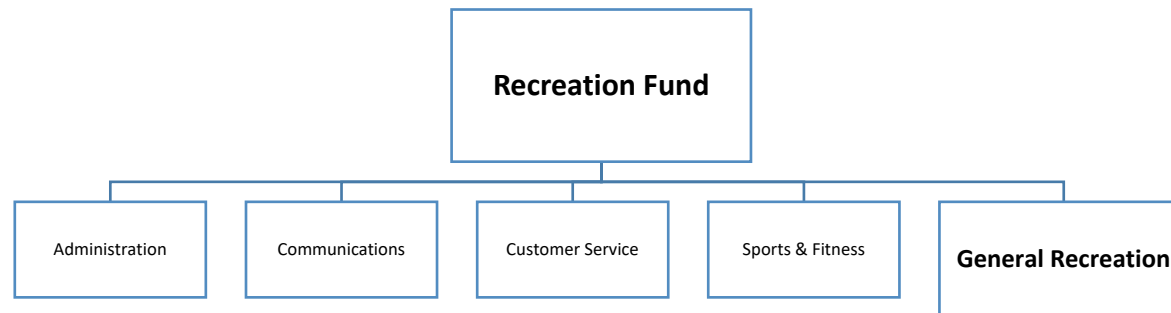 Recreation Fund
Administration
Communications
Customer Service
Sports & Fitness
General Recreation